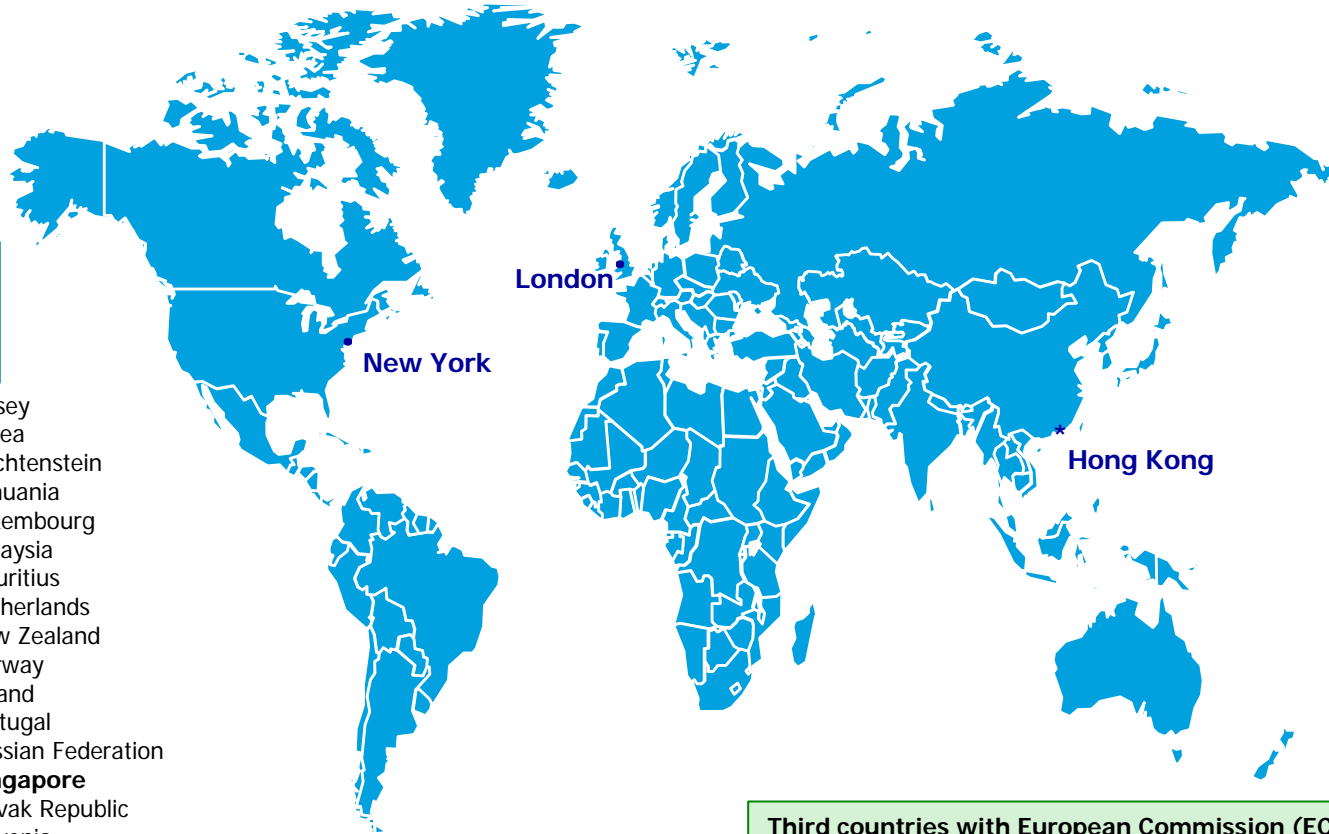 London
New York
*
Hong Kong
sey
ea
chtenstein
uania
embourg
aysia
uritius
herlands
w Zealand
rway
and
tugal
ssian Federation
gapore
vak Republic
Third countries with European Commission (EC